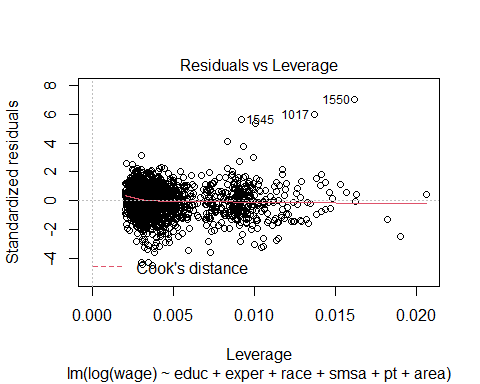 Residuals vs Leverage
Standardized residuals
8
6
4
2
0
-2
-4
1550
1017
1545
Cook's distance
0.000 0.005 0.010 0.015 0.020
Leverage
lm(log(wage) ~ educ + exper + race + smsa + pt + area)